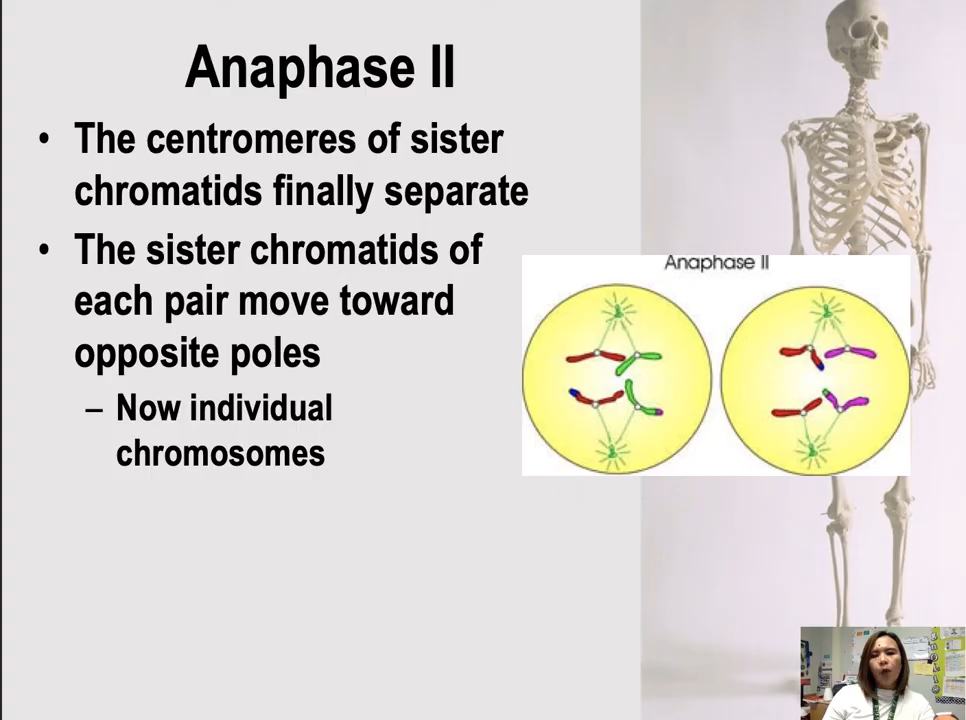 Anaphase II
• The centromeres of sister
chromatids finally separate
• The sister chromatids of
each pair move toward
opposite poles
– Now individual
chromosomes
Anaphase II